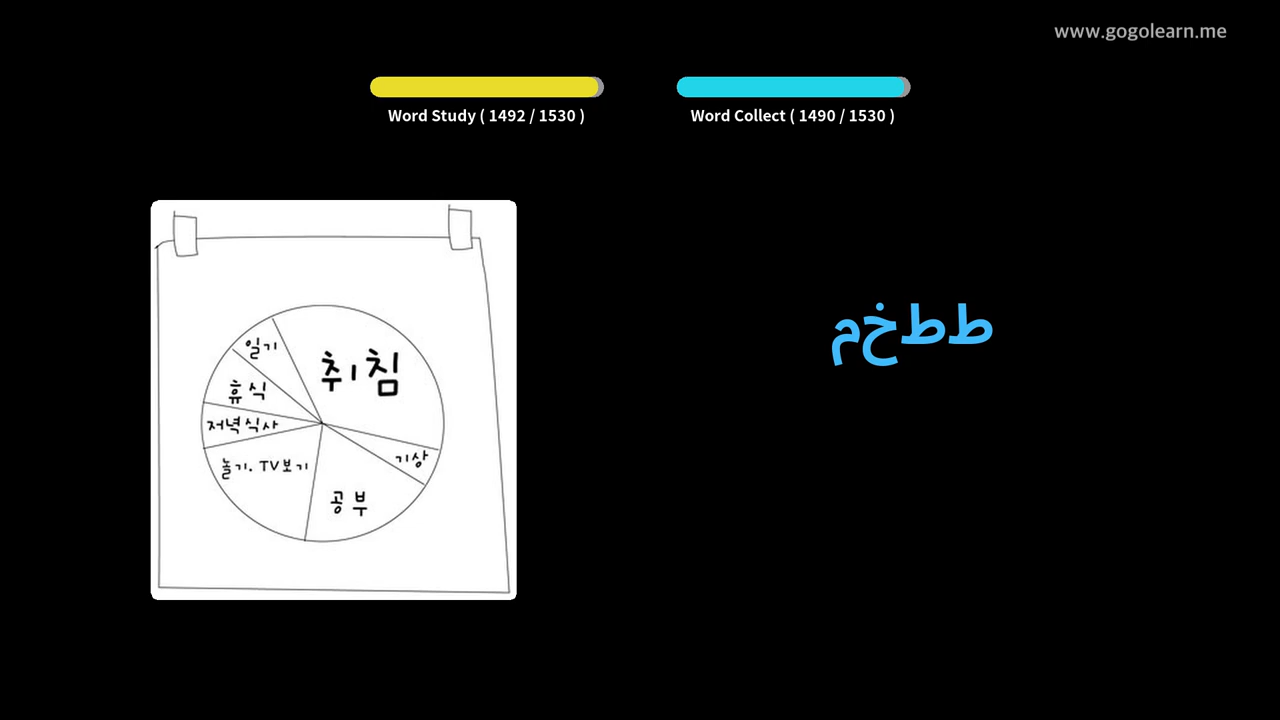 www.gogolearn.me
Word Study ( 1492 / 1530 )
Word Collect ( 1490 / 1530 )
일기
취침
휴식
저녁식사
놀기. TV보기
기상
공부
ططخم